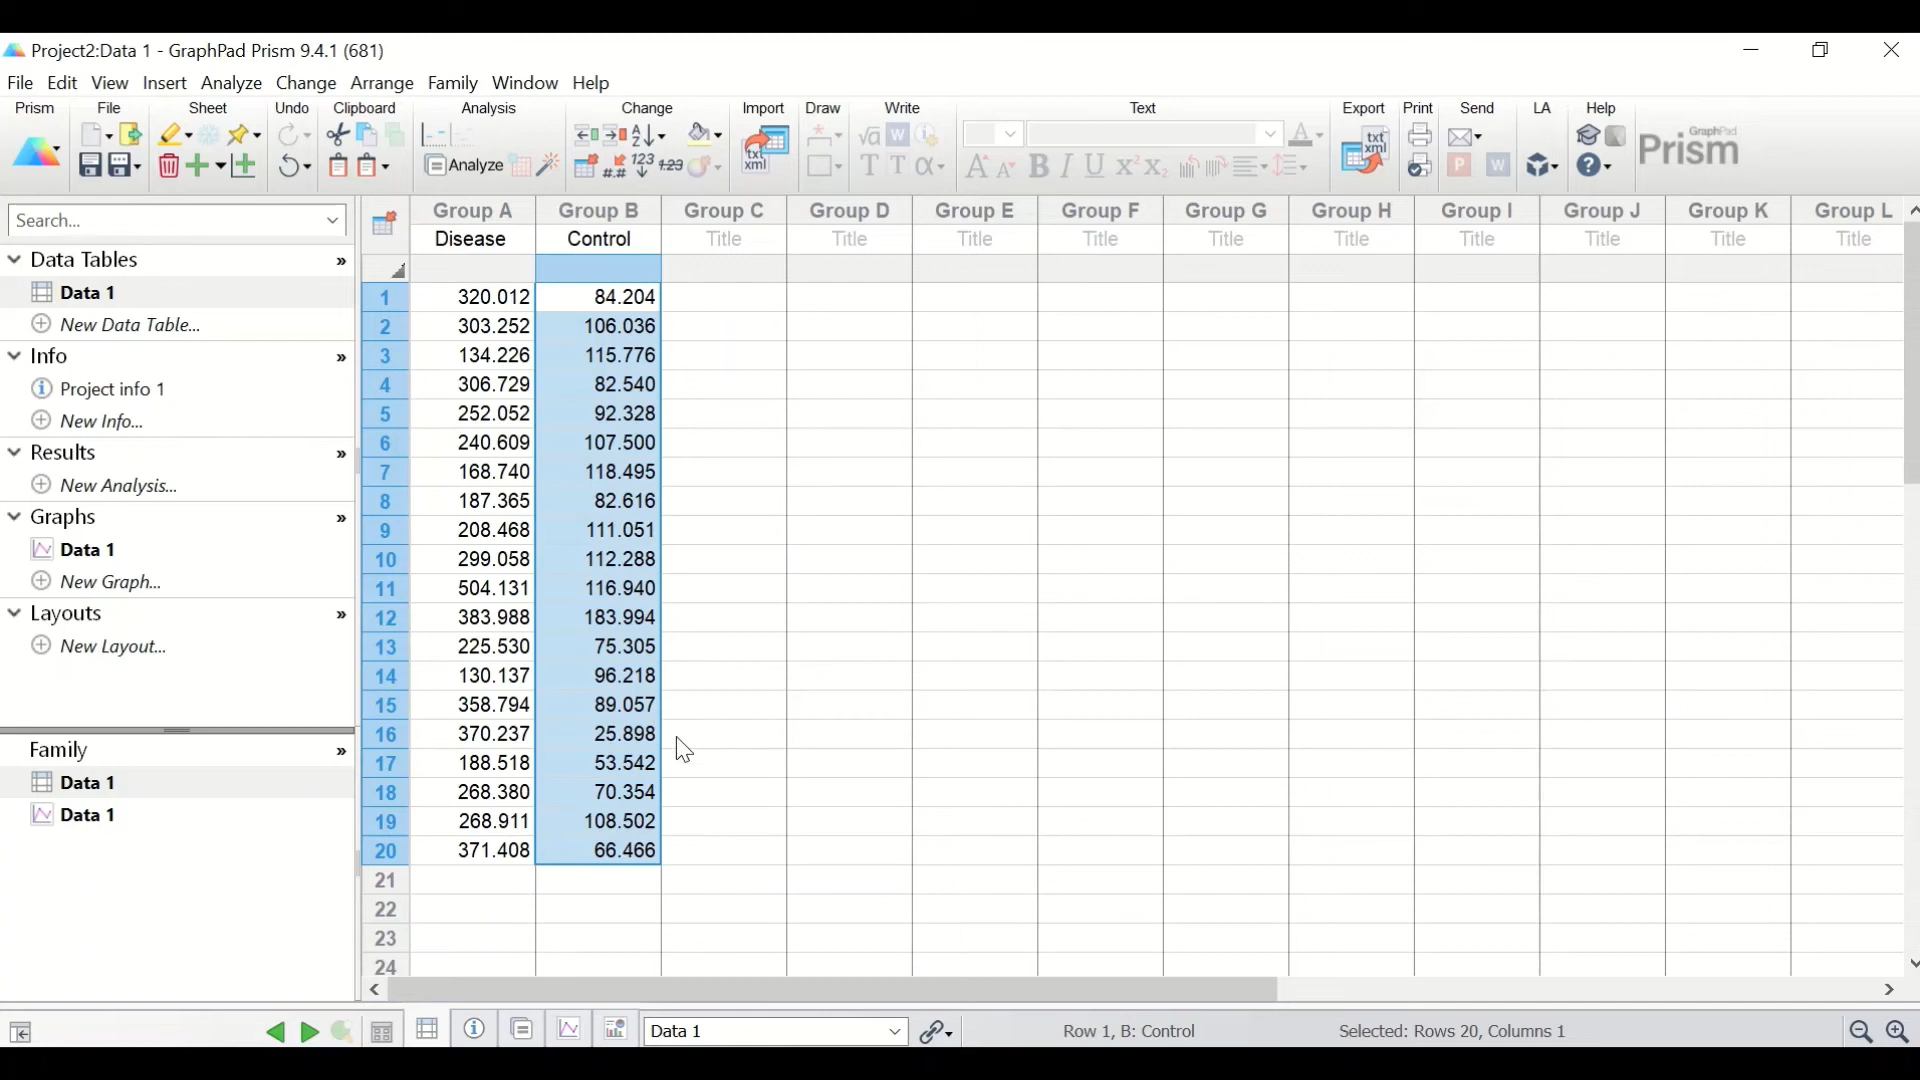 Project2:Data 1 - GraphPad Prism 9.4.1 (681)
File Edit View Insert Analyze Change Arrange Family Window Help
Prism File Sheet Undo Clipboard Analysis Change Import Draw Write Text Export Print Send LA Help
Analyze
GraphPad
Prism
Search...
Group A Group B Group C Group D Group E Group F Group G Group H Group I Group J Group K Group L
Disease Control Title Title Title Title Title Title Title Title Title Title
Data Tables »
Data 1
New Data Table...
Info »
Project info 1
New Info...
Results »
New Analysis...
Graphs »
Data 1
New Graph...
Layouts »
New Layout...
Family »
Data 1
Data 1
1 320.012 84.204
2 303.252 106.036
3 134.226 115.776
4 306.729 82.540
5 252.052 92.328
6 240.609 107.500
7 168.740 118.495
8 187.365 82.616
9 208.468 111.051
10 299.058 112.288
11 504.131 116.940
12 383.988 183.994
13 225.530 75.305
14 130.137 96.218
15 358.794 89.057
16 370.237 25.898
17 188.518 53.542
18 268.380 70.354
19 268.911 108.502
20 371.408 66.466
21
22
23
24
Data 1 Row 1, B: Control Selected: Rows 20, Columns 1